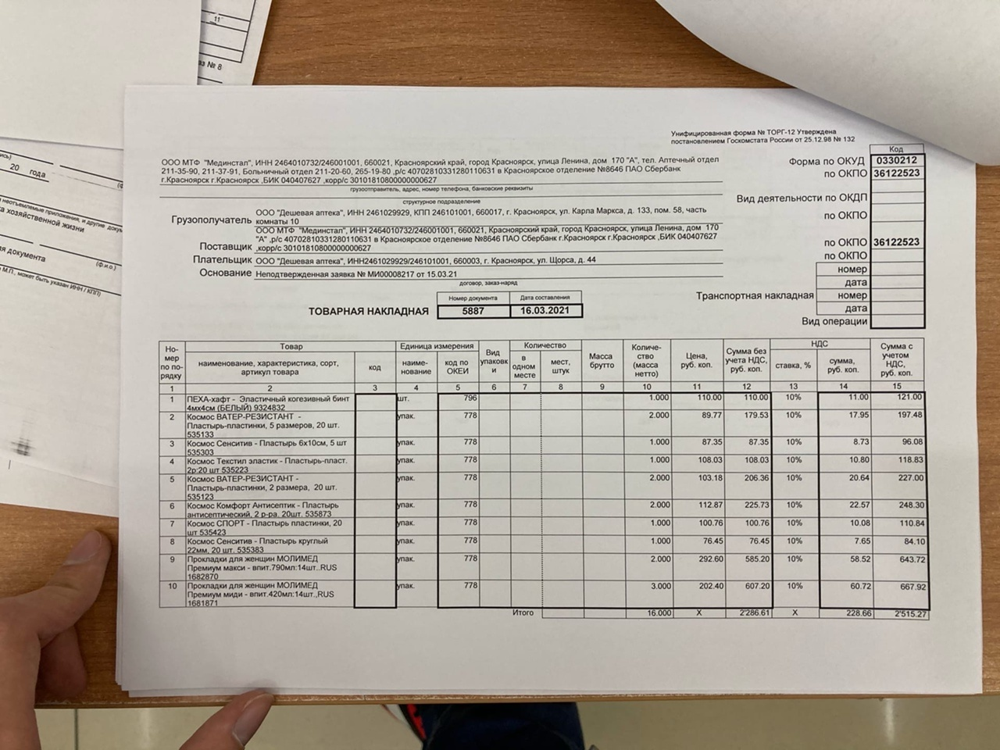 11
аз № 8
20 года
неотъемлемые приложения, и другие
хозяйственной жизни
документа
(ф.и.о.)
М.П., может быть указан ИНН / КПП)
Унифицированная форма № ТОРГ-12 Утверждена
постановлением Госкомстата России от 25.12.98 № 132
Код
Форма по ОКУД 0330212
по ОКПО 36122523
ООО МТФ "Мединстал", ИНН 2464010732/246001001, 660021, Красноярский край, город Красноярск, улица Ленина, дом 170 "А", тел. Аптечный отдел
211-35-90, 211-37-91, Больничный отдел 211-20-60, 265-19-80 ,р/с 40702810331280110631 в Красноярское отделение №8646 ПАО Сбербанк
г.Красноярск г.Красноярск ,БИК 040407627 ,корр/с 30101810800000000627
грузоотправитель, адрес, номер телефона, банковские реквизиты
структурное подразделение
Вид деятельности по ОКДП
Грузополучатель ООО "Дешевая аптека", ИНН 2461029929, КПП 246101001, 660017, г. Красноярск, ул. Карла Маркса, д. 133, пом. 58, часть
комнаты 10
по ОКПО
Поставщик ООО МТФ "Мединстал", ИНН 2464010732/246001001, 660021, Красноярский край, город Красноярск, улица Ленина, дом 170
"А" ,р/с 40702810331280110631 в Красноярское отделение №8646 ПАО Сбербанк г.Красноярск г.Красноярск ,БИК 040407627
,корр/с 30101810800000000627
по ОКПО 36122523
Плательщик ООО "Дешевая аптека", ИНН2461029929/246101001, 660003, г. Красноярск, ул. Щорса, д. 44
по ОКПО
Основание Неподтвержденная заявка № МИ00008217 от 15.03.21
договор, заказ-наряд
номер
дата
Транспортная накладная номер
дата
Вид операции
Номер документа Дата составления
ТОВАРНАЯ НАКЛАДНАЯ 5887 16.03.2021
Но-мер по по-рядку Товар Единица измерения Вид упаковки Количество Масса брутто Количе-ство (масса нетто) Цена, руб. коп. Сумма без учета НДС, руб. коп. НДС Сумма с учетом НДС, руб. коп.
наименование, характеристика, сорт, артикул товара код наиме-нование код по ОКЕИ в одном месте мест, штук ставка, % сумма, руб. коп.
1 2 3 4 5 6 7 8 9 10 11 12 13 14 15
1 ПЕХА-хафт - Эластичный когезивный бинт шт. 796 1.000 110.00 110.00 10% 11.00 121.00
4мх4см (БЕЛЫЙ) 9324832
2 Космос ВАТЕР-РЕЗИСТАНТ - упак. 778 2.000 89.77 179.53 10% 17.95 197.48
Пластырь-пластинки, 5 размеров, 20 шт.
535133
3 Космос Сенситив - Пластырь 6х10см, 5 шт упак. 778 1.000 87.35 87.35 10% 8.73 96.08
535303
4 Космос Текстил эластик - Пластырь-пласт. упак. 778 1.000 108.03 108.03 10% 10.80 118.83
2р:20 шт 535223
5 Космос ВАТЕР-РЕЗИСТАНТ - упак. 778 2.000 103.18 206.36 10% 20.64 227.00
Пластырь-пластинки, 2 размера, 20 шт.
535123
6 Космос Комфорт Антисептик - Пластырь упак. 778 2.000 112.87 225.73 10% 22.57 248.30
антисептический, 2 р-ра. 20шт. 535873
7 Космос СПОРТ - Пластырь пластинки, 20 упак. 778 1.000 100.76 100.76 10% 10.08 110.84
шт 535423
8 Космос Сенситив - Пластырь круглый упак. 778 1.000 76.45 76.45 10% 7.65 84.10
22мм, 20 шт. 535383
9 Прокладки для женщин МОЛИМЕД упак. 778 2.000 292.60 585.20 10% 58.52 643.72
Премиум макси - впит.790мл:14шт..RUS
1682870
10 Прокладки для женщин МОЛИМЕД упак. 778 3.000 202.40 607.20 10% 60.72 667.92
Премиум миди - впит.420мл:14шт.,RUS
1681871
Итого 16.000 X 2'286.61 X 228.66 2'515.27